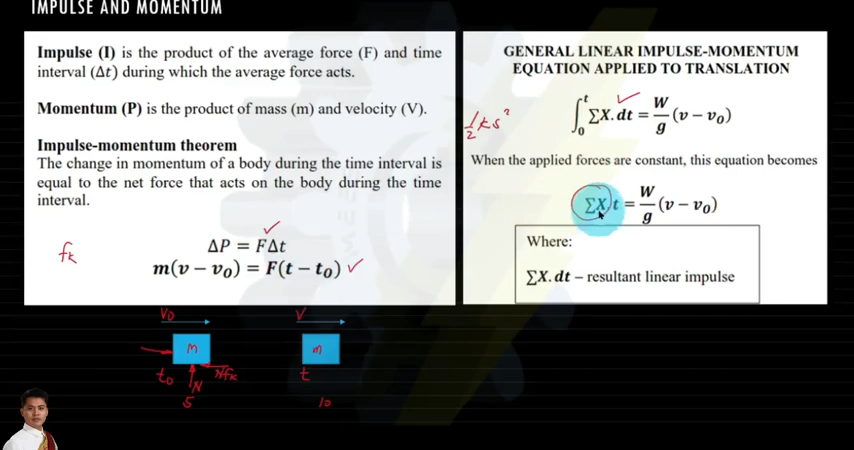 IMPULSE AND MOMENTUM
Impulse (I) is the product of the average force (F) and time
interval (Δt) during which the average force acts.
Momentum (P) is the product of mass (m) and velocity (V).
Impulse-momentum theorem
The change in momentum of a body during the time interval is
equal to the net force that acts on the body during the time
interval.
ΔP = FΔt
m(v − v₀) = F(t − t₀)
fk
GENERAL LINEAR IMPULSE-MOMENTUM
EQUATION APPLIED TO TRANSLATION
∫₀ᵗ ΣX.dt = W/g (v − v₀)
1/2 ks²
When the applied forces are constant, this equation becomes
ΣX)t = W/g (v − v₀)
Where:
ΣX.dt – resultant linear impulse
V0
V
m
m
t0
N
fk
t
5
10